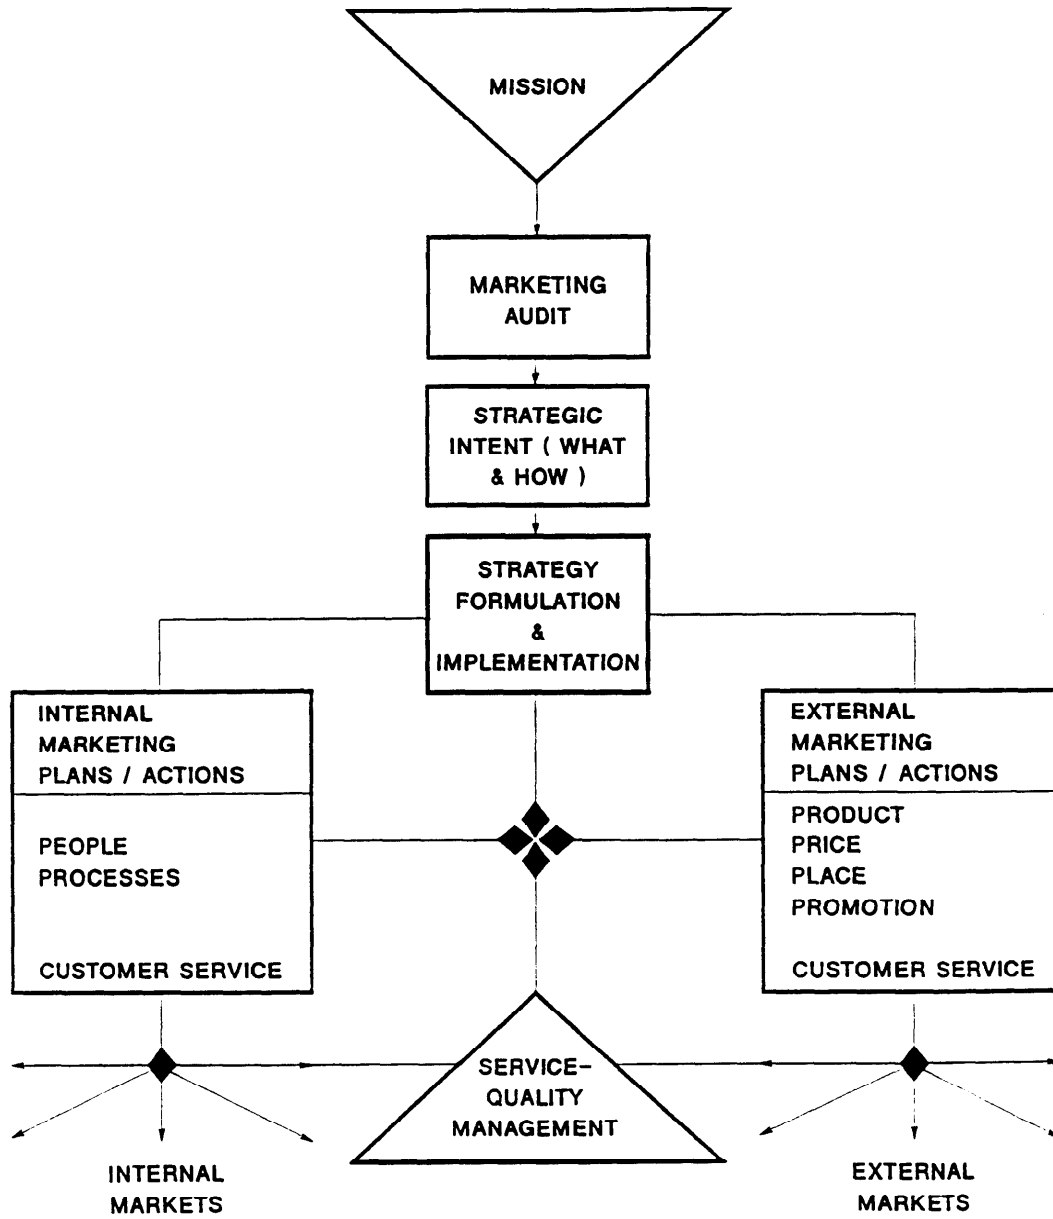 MISSION
MARKETING
AUDIT
STRATEGIC
INTENT ( WHAT
& HOW )
STRATEGY
FORMULATION
&
IMPLEMENTATION
INTERNAL
MARKETING
PLANS / ACTIONS
PEOPLE
PROCESSES
CUSTOMER SERVICE
EXTERNAL
MARKETING
PLANS / ACTIONS
PRODUCT
PRICE
PLACE
PROMOTION
CUSTOMER SERVICE
SERVICE-
QUALITY
MANAGEMENT
INTERNAL
MARKETS
EXTERNAL
MARKETS